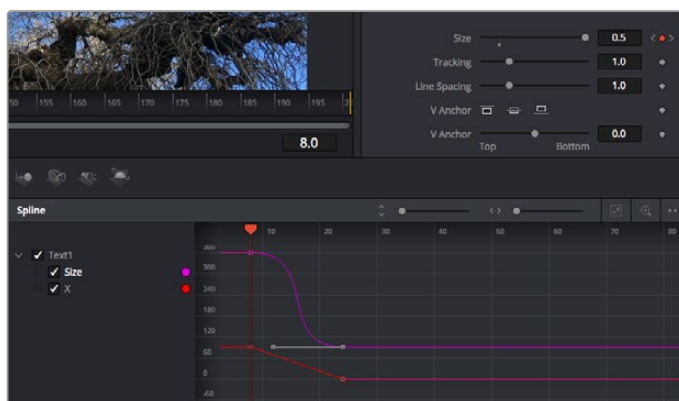 Size 0.5
Tracking 1.0
Line Spacing 1.0
V Anchor
V Anchor 0.0
Top Bottom
50 155 160 165 170 175 180 185 190 195
8.0
Spline
10 20 30 40 50 60 70 80
Text1
Size
X
360
300
240
180
120
60
0
-60